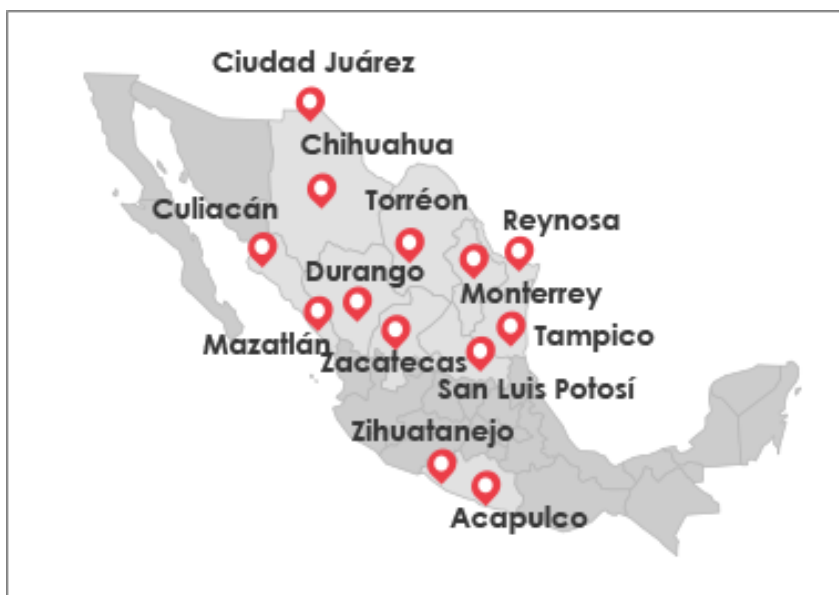 Ciudad Juárez
Chihuahua
Torréon
Culiacán
Reynosa
Durango
Monterrey
Tampico
Mazatlán
Zacatecas
San Luis Potosí
Zihuatanejo
Acapulco